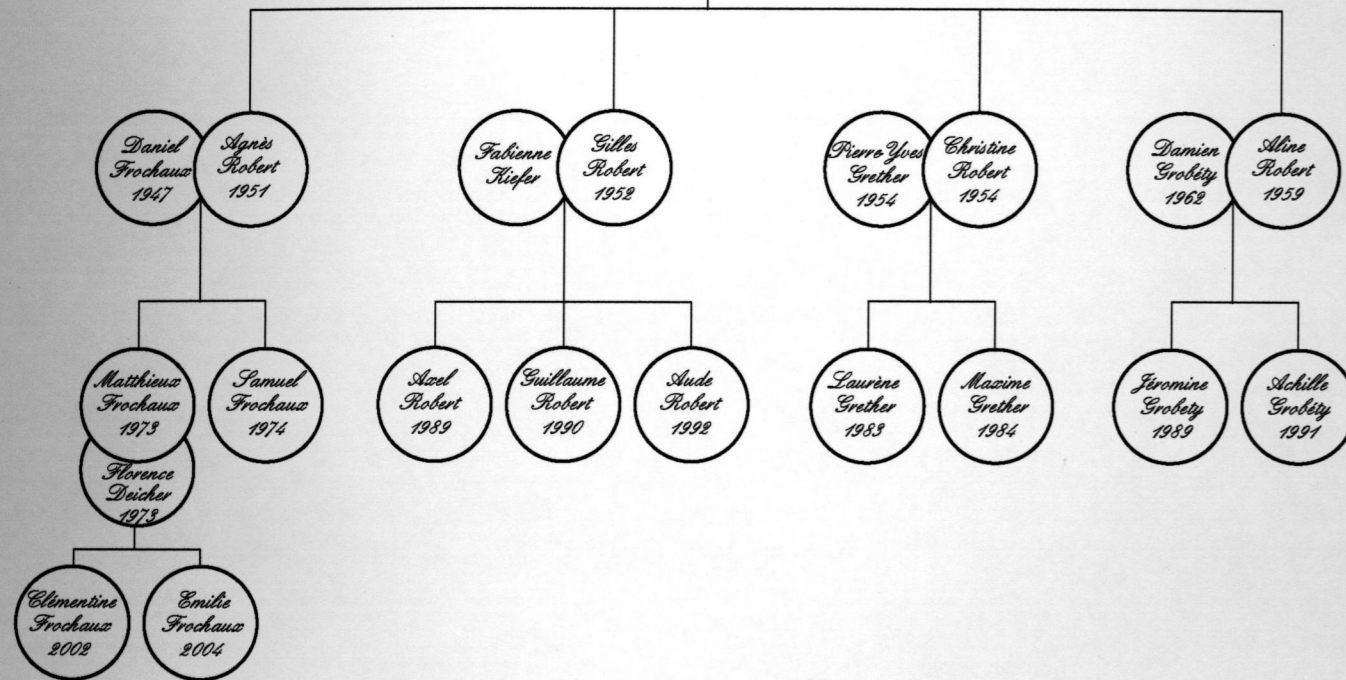 Daniel
Frochaux
1947
Agnès
Robert
1951
Fabienne
Kiefer
Gilles
Robert
1952
Pierre-Yves
Grether
1954
Christine
Robert
1954
Damien
Grobéty
1962
Aline
Robert
1959
Matthieux
Frochaux
1973
Samuel
Frochaux
1974
Axel
Robert
1989
Guillaume
Robert
1990
Aude
Robert
1992
Laurène
Grether
1983
Maxime
Grether
1984
Jéromine
Grobety
1989
Achille
Grobéty
1991
Florence
Deicher
1973
Clémentine
Frochaux
2002
Emilie
Frochaux
2004